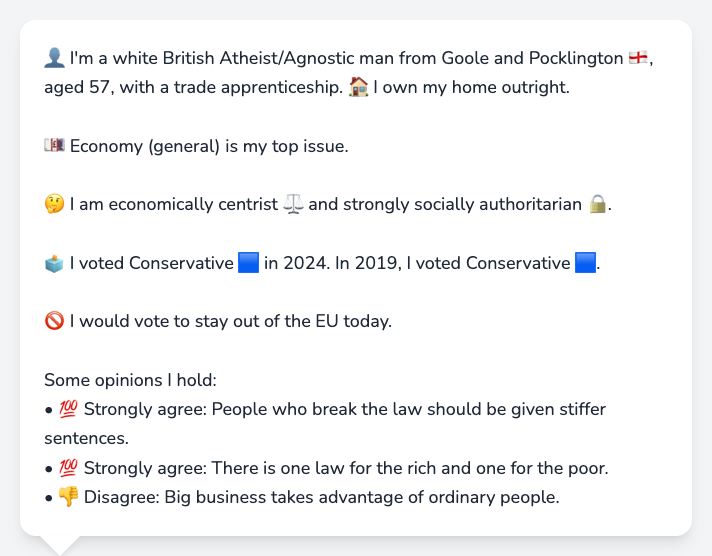 👤 I'm a white British Atheist/Agnostic man from Goole and Pocklington 🏴󠁧󠁢󠁥󠁮󠁧󠁿,
aged 57, with a trade apprenticeship. 🏠 I own my home outright.
💷 Economy (general) is my top issue.
🤔 I am economically centrist ⚖️ and strongly socially authoritarian 🔒.
🗳️ I voted Conservative 🟦 in 2024. In 2019, I voted Conservative 🟦.
🚫 I would vote to stay out of the EU today.
Some opinions I hold:
• 💯 Strongly agree: People who break the law should be given stiffer
sentences.
• 💯 Strongly agree: There is one law for the rich and one for the poor.
• 👎 Disagree: Big business takes advantage of ordinary people.